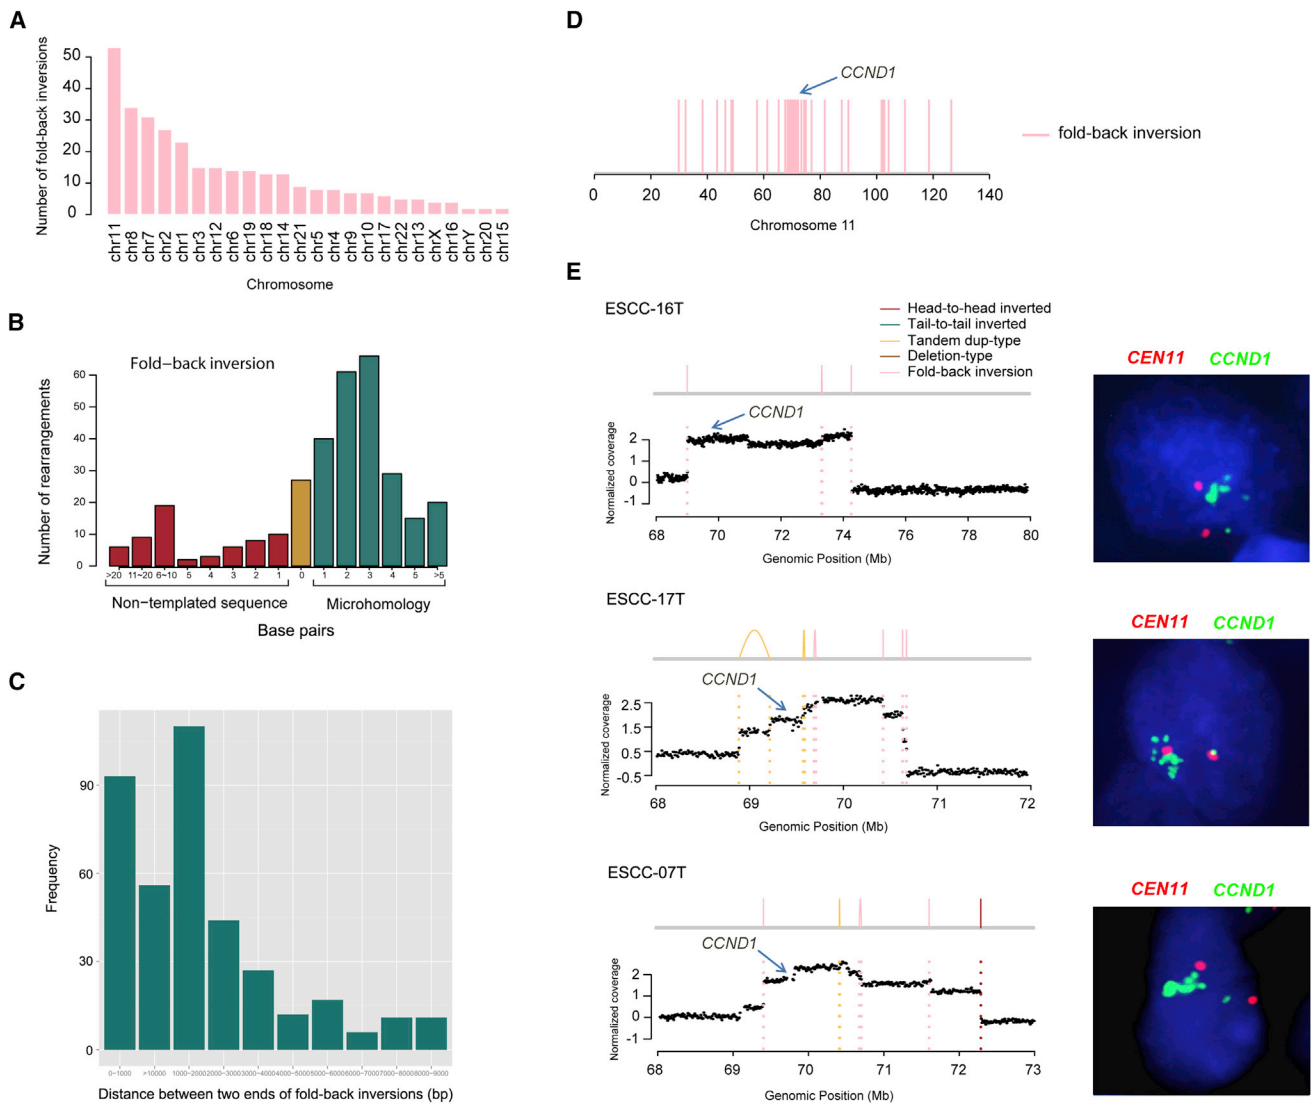 A
Number of fold-back inversions
50
40
30
20
10
0
chr11 chr8 chr7 chr2 chr1 chr3 chr12 chr6 chr19 chr18 chr14 chr21 chr5 chr4 chr9 chr10 chr17 chr22 chr13 chrX chr16 chrY chr20 chr15
Chromosome
B
Fold−back inversion
Number of rearrangements
60
50
40
30
20
10
0
>20 11~20 6~10 5 4 3 2 1 0 1 2 3 4 5 >5
Non−templated sequence Microhomology
Base pairs
C
Frequency
90
60
30
0
0−1000 >10000 1000−2000 2000−3000 3000−4000 4000−5000 5000−6000 6000−7000 7000−8000 8000−9000
Distance between two ends of fold-back inversions (bp)
D
CCND1
fold-back inversion
0 20 40 60 80 100 120 140
Chromosome 11
E
ESCC-16T
Head-to-head inverted
Tail-to-tail inverted
Tandem dup-type
Deletion-type
Fold-back inversion
CCND1
Normalized coverage
2
1
0
-1
68 70 72 74 76 78 80
Genomic Position (Mb)
CEN11 CCND1
ESCC-17T
CCND1
Normalized coverage
2.5
1.5
0.5
-0.5
68 69 70 71 72
Genomic Position (Mb)
CEN11 CCND1
ESCC-07T
CCND1
Normalized coverage
2
1
0
-1
68 69 70 71 72 73
Genomic Position (Mb)
CEN11 CCND1